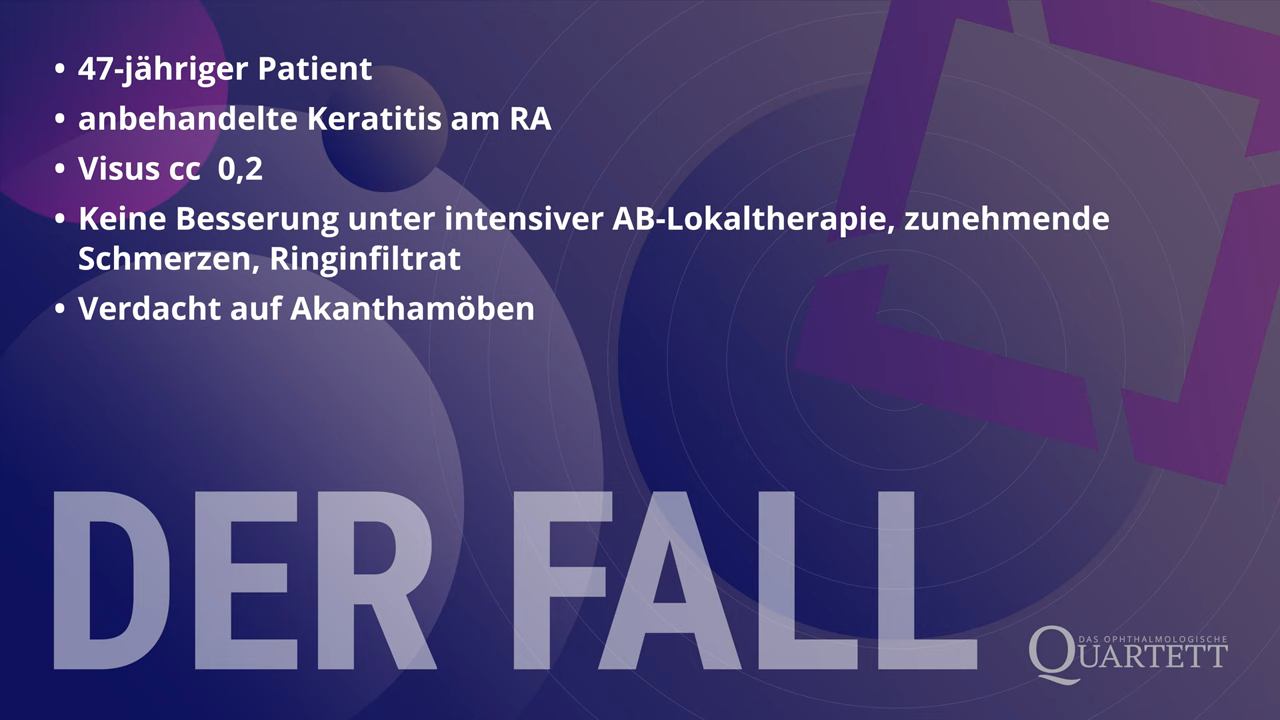 • 47-jähriger Patient
• anbehandelte Keratitis am RA
• Visus cc 0,2
• Keine Besserung unter intensiver AB-Lokaltherapie, zunehmende
Schmerzen, Ringinfiltrat
• Verdacht auf Akanthamöben
DER FALL
DAS OPHTHALMOLOGISCHE
QUARTETT